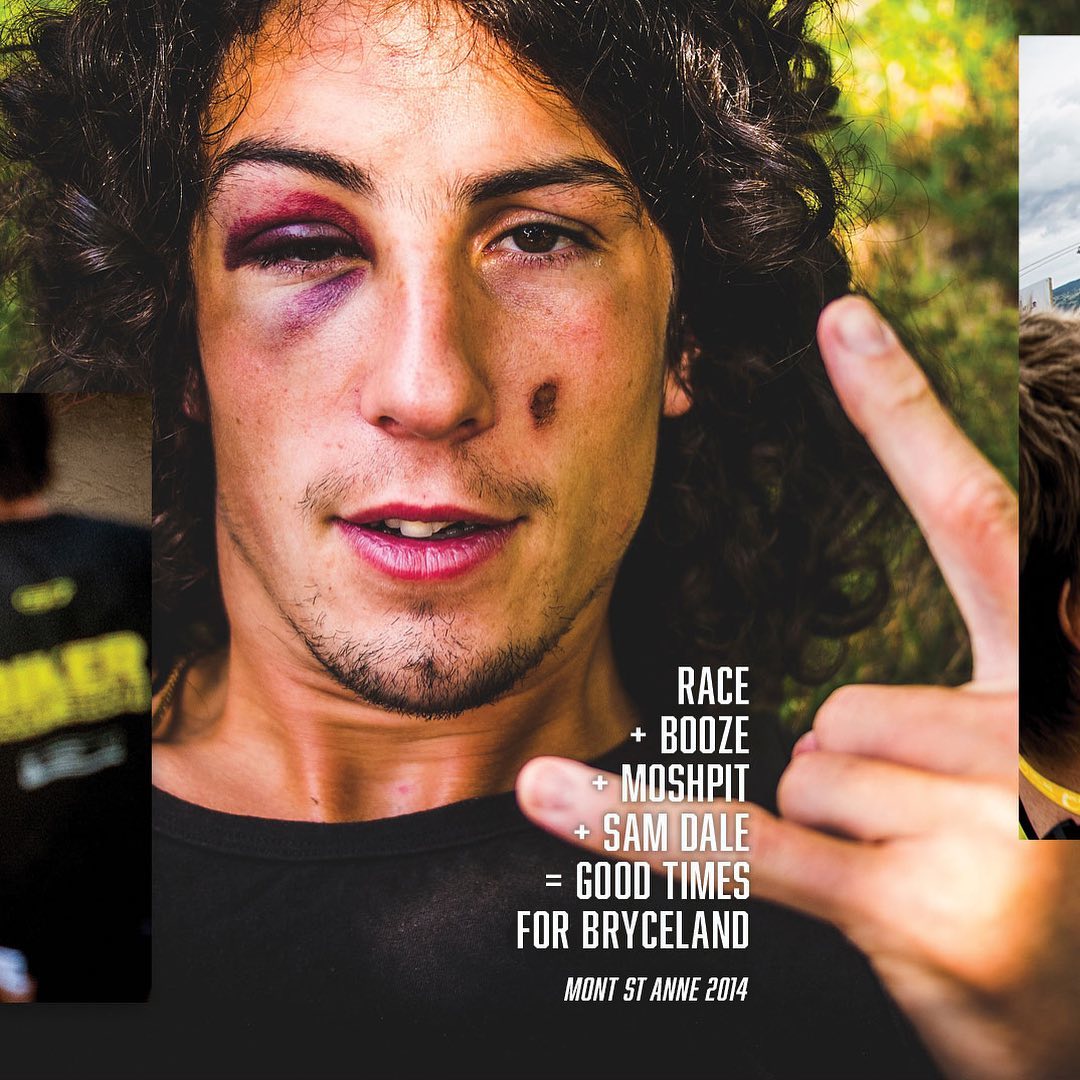 RACE
+ BOOZE
+ MOSHPIT
+ SAM DALE
= GOOD TIMES
FOR BRYCELAND
MONT ST ANNE 2014